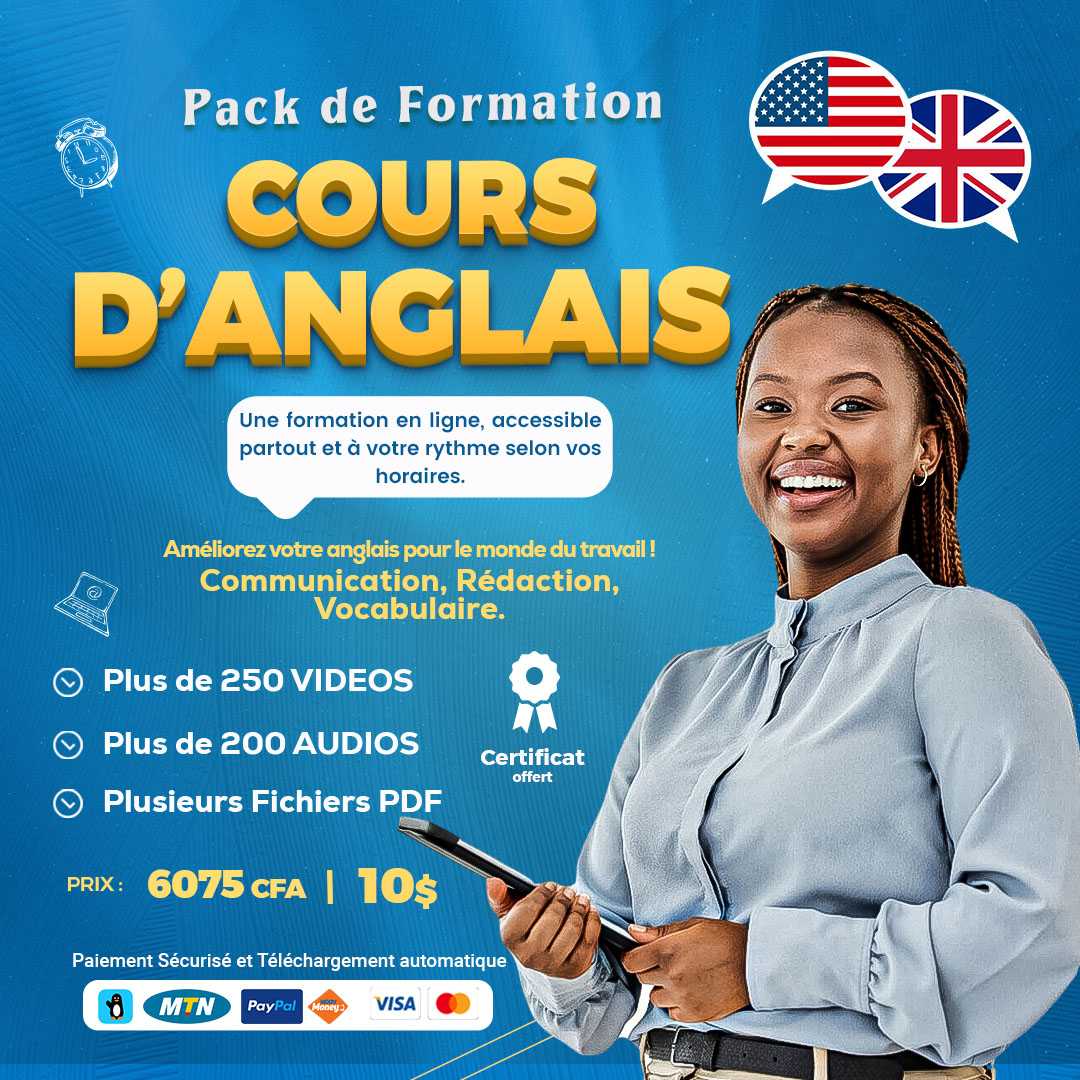 Pack de Formation
COURS
D'ANGLAIS
Une formation en ligne, accessible
partout et à votre rythme selon vos
horaires.
Améliorez votre anglais pour le monde du travail !
Communication, Rédaction,
Vocabulaire.
Plus de 250 VIDEOS
Plus de 200 AUDIOS
Plusieurs Fichiers PDF
Certificat
offert
PRIX : 6075 CFA | 10$
Paiement Sécurisé et Téléchargement automatique
MTN PayPal Money VISA